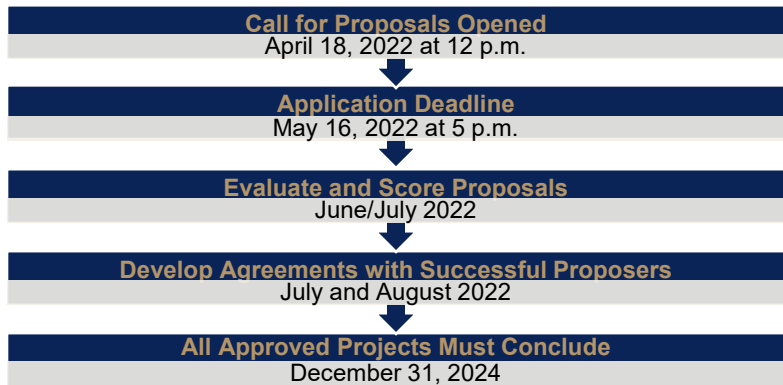 Call for Proposals Opened
April 18, 2022 at 12 p.m.
Application Deadline
May 16, 2022 at 5 p.m.
Evaluate and Score Proposals
June/July 2022
Develop Agreements with Successful Proposers
July and August 2022
All Approved Projects Must Conclude
December 31, 2024